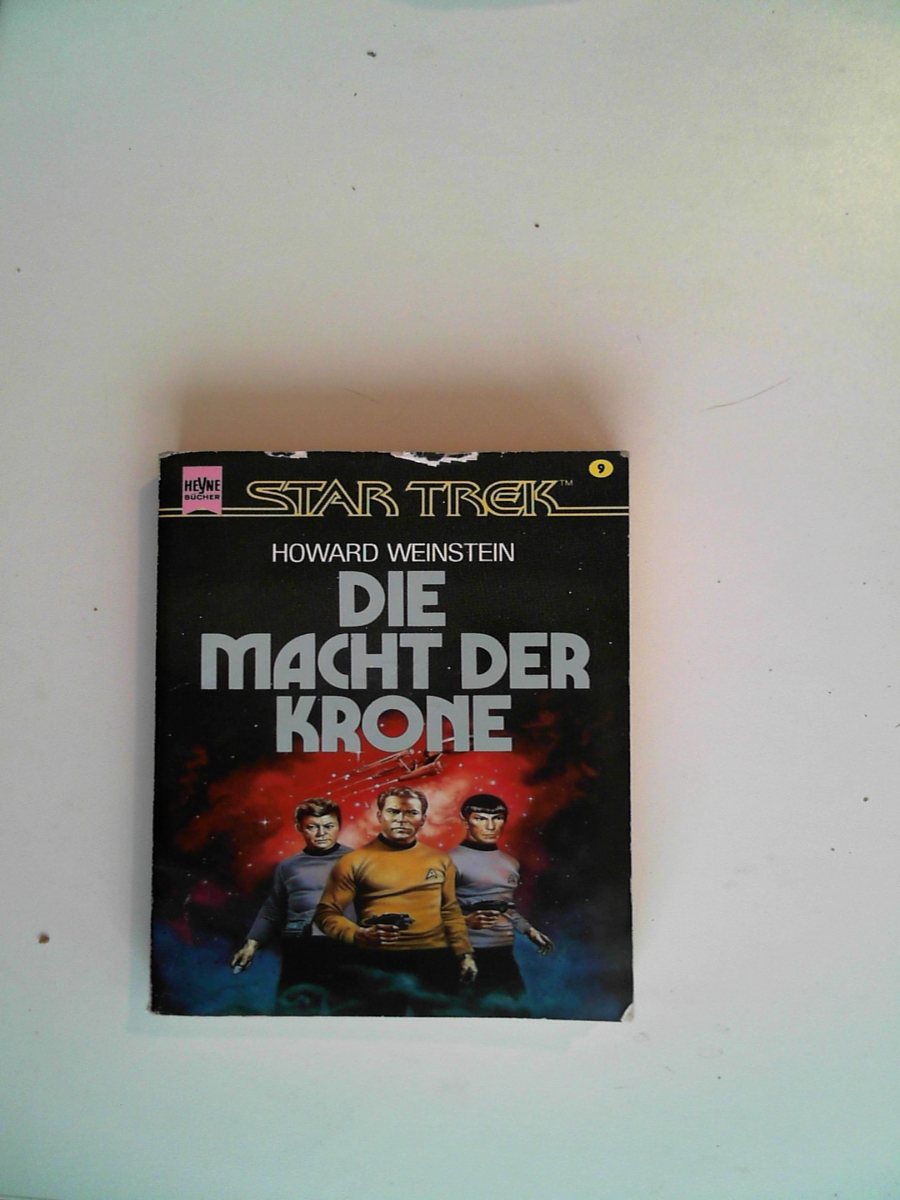 HEYNE
BÜCHER
STAR TREK™
9
HOWARD WEINSTEIN
DIE
MACHT DER
KRONE